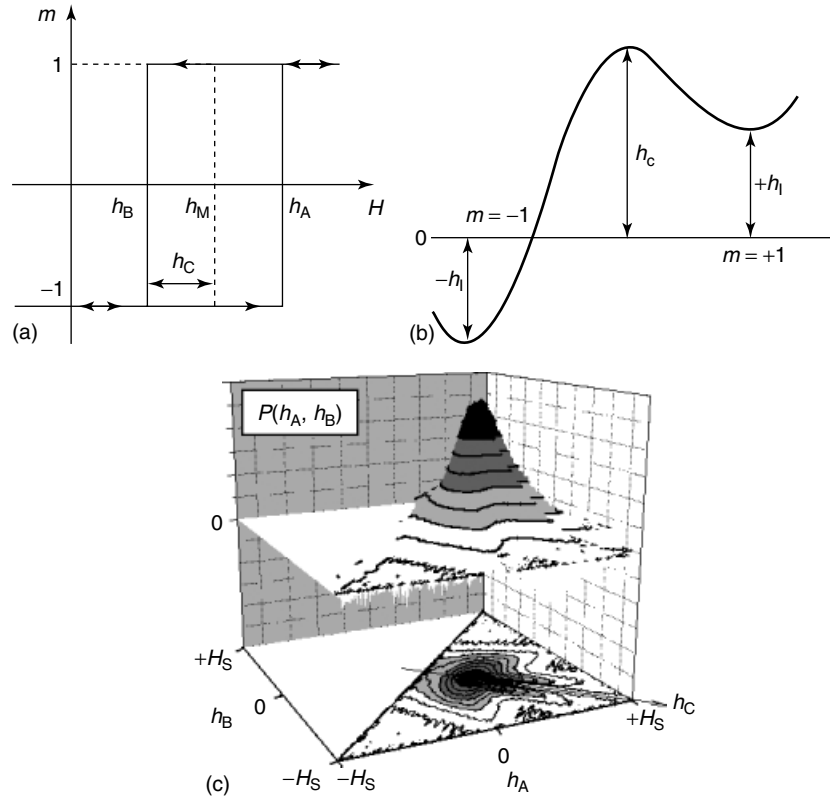 m
1
h_B
h_M
h_A
H
h_C
−1
(a)
h_c
+h_I
m = −1
0
m = +1
−h_I
(b)
P(h_A, h_B)
0
+H_S
h_B
0
−H_S
−H_S
0
h_A
+H_S
h_C
(c)